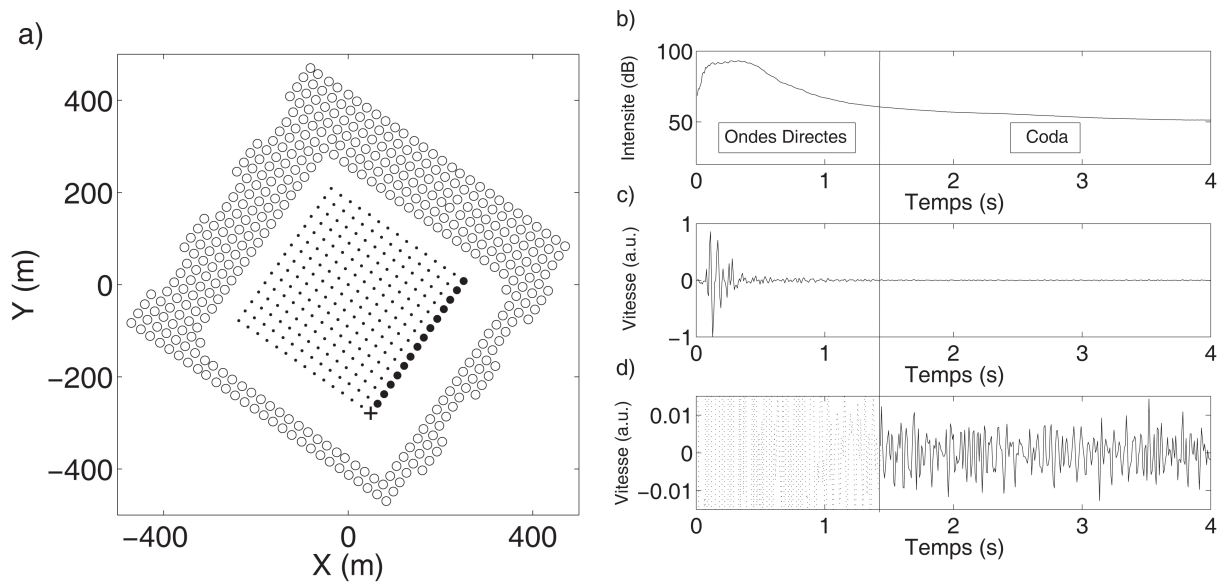 a)
400
200
0
−200
−400
Y (m)
−400
0
400
X (m)
b)
100
50
Intensite (dB)
Ondes Directes
Coda
0
1
2
3
4
Temps (s)
c)
1
0
−1
Vitesse (a.u.)
0
1
2
3
4
Temps (s)
d)
0.01
0
−0.01
Vitesse (a.u.)
0
1
2
3
4
Temps (s)